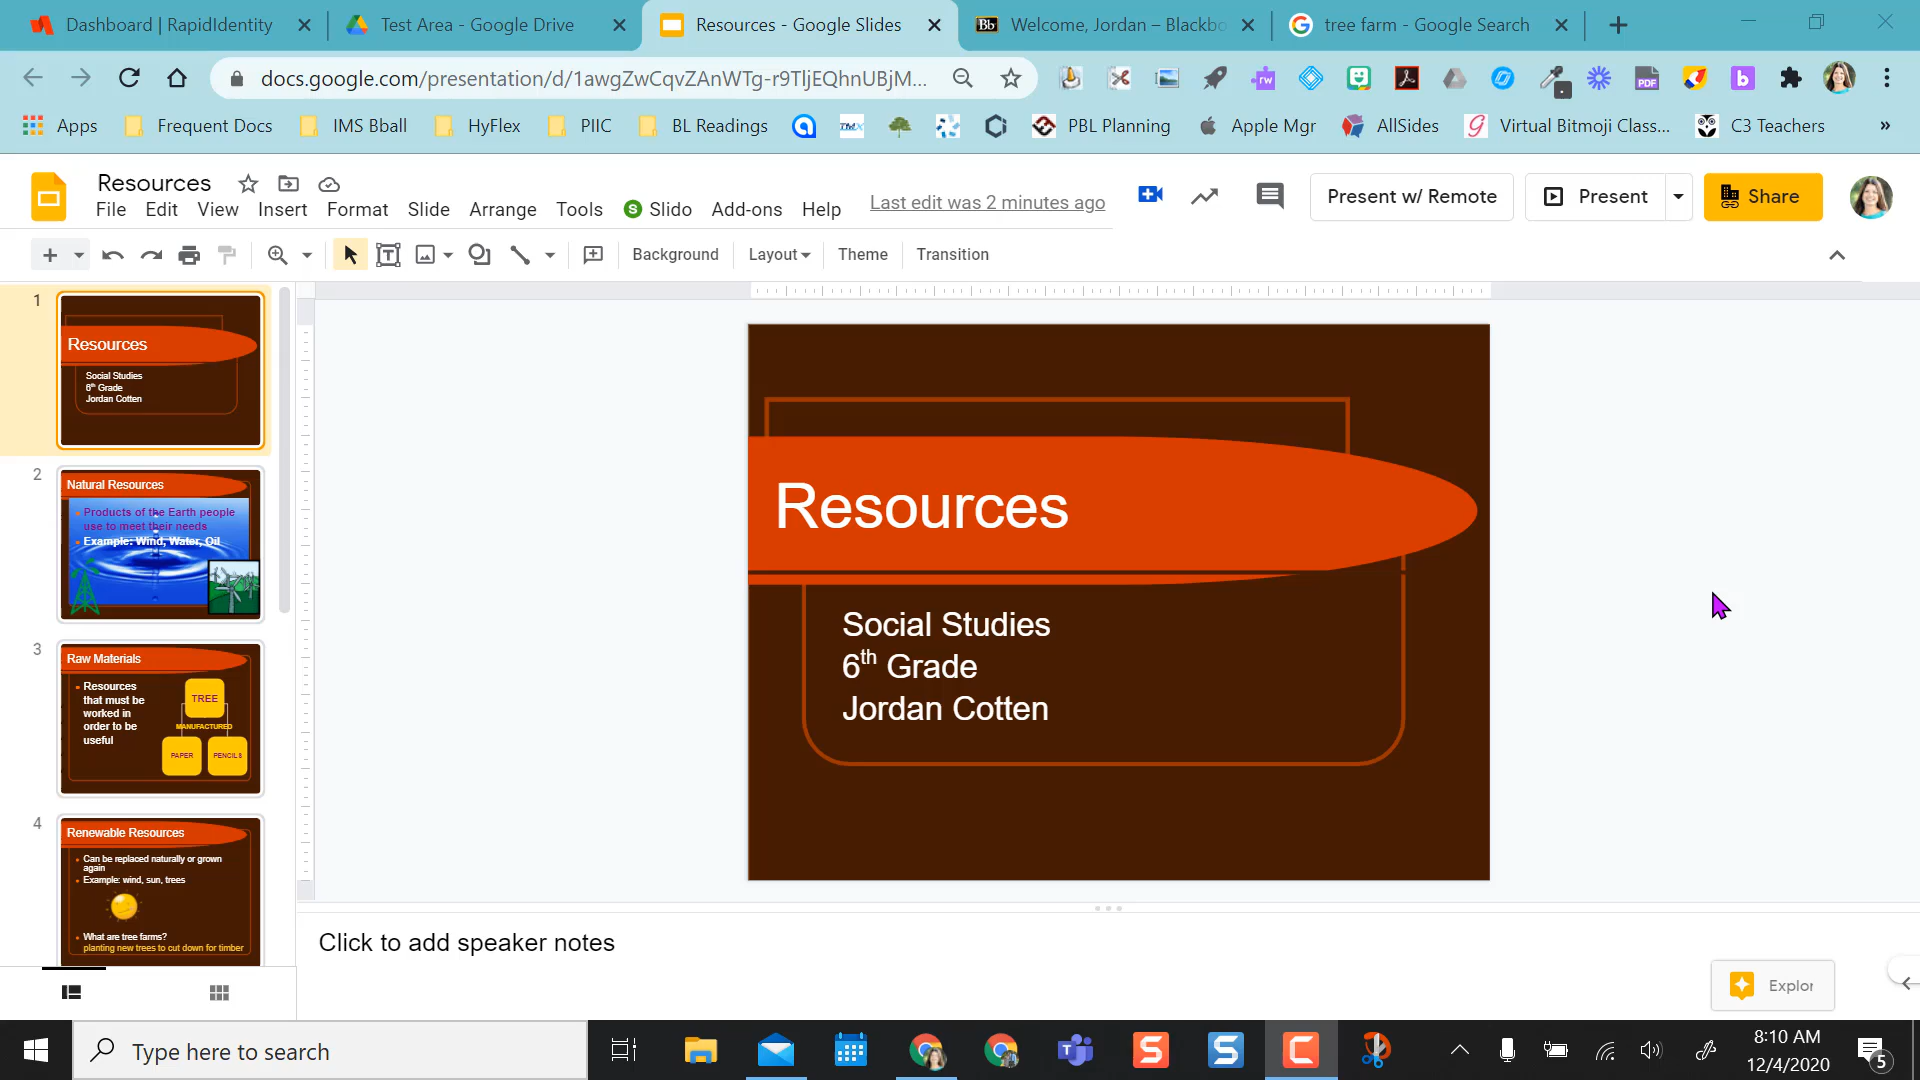 Dashboard | RapidIdentity
Test Area - Google Drive
Resources - Google Slides
Welcome, Jordan – Blackbo
tree farm - Google Search
docs.google.com/presentation/d/1awgZwCqvZAnWTg-r9TljEQhnUBjM...
Apps
Frequent Docs
IMS Bball
HyFlex
PIIC
BL Readings
PBL Planning
Apple Mgr
AllSides
Virtual Bitmoji Class...
C3 Teachers
»
Resources
File Edit View Insert Format Slide Arrange Tools Slido Add-ons Help
Last edit was 2 minutes ago
Present w/ Remote
Present
Share
Background
Layout
Theme
Transition
1
Resources
Social Studies
6th Grade
Jordan Cotten
2
Natural Resources
Products of the Earth people
use to meet their needs
Example: Wind, Water, Oil
3
Raw Materials
Resources
that must be
worked in
order to be
useful
TREE
MANUFACTURED
PAPER
PENCILS
4
Renewable Resources
Can be replaced naturally or grown
again
Example: wind, sun, trees
What are tree farms?
planting new trees to cut down for timber
Resources
Social Studies
6th Grade
Jordan Cotten
Click to add speaker notes
Explor
Type here to search
8:10 AM
12/4/2020
5